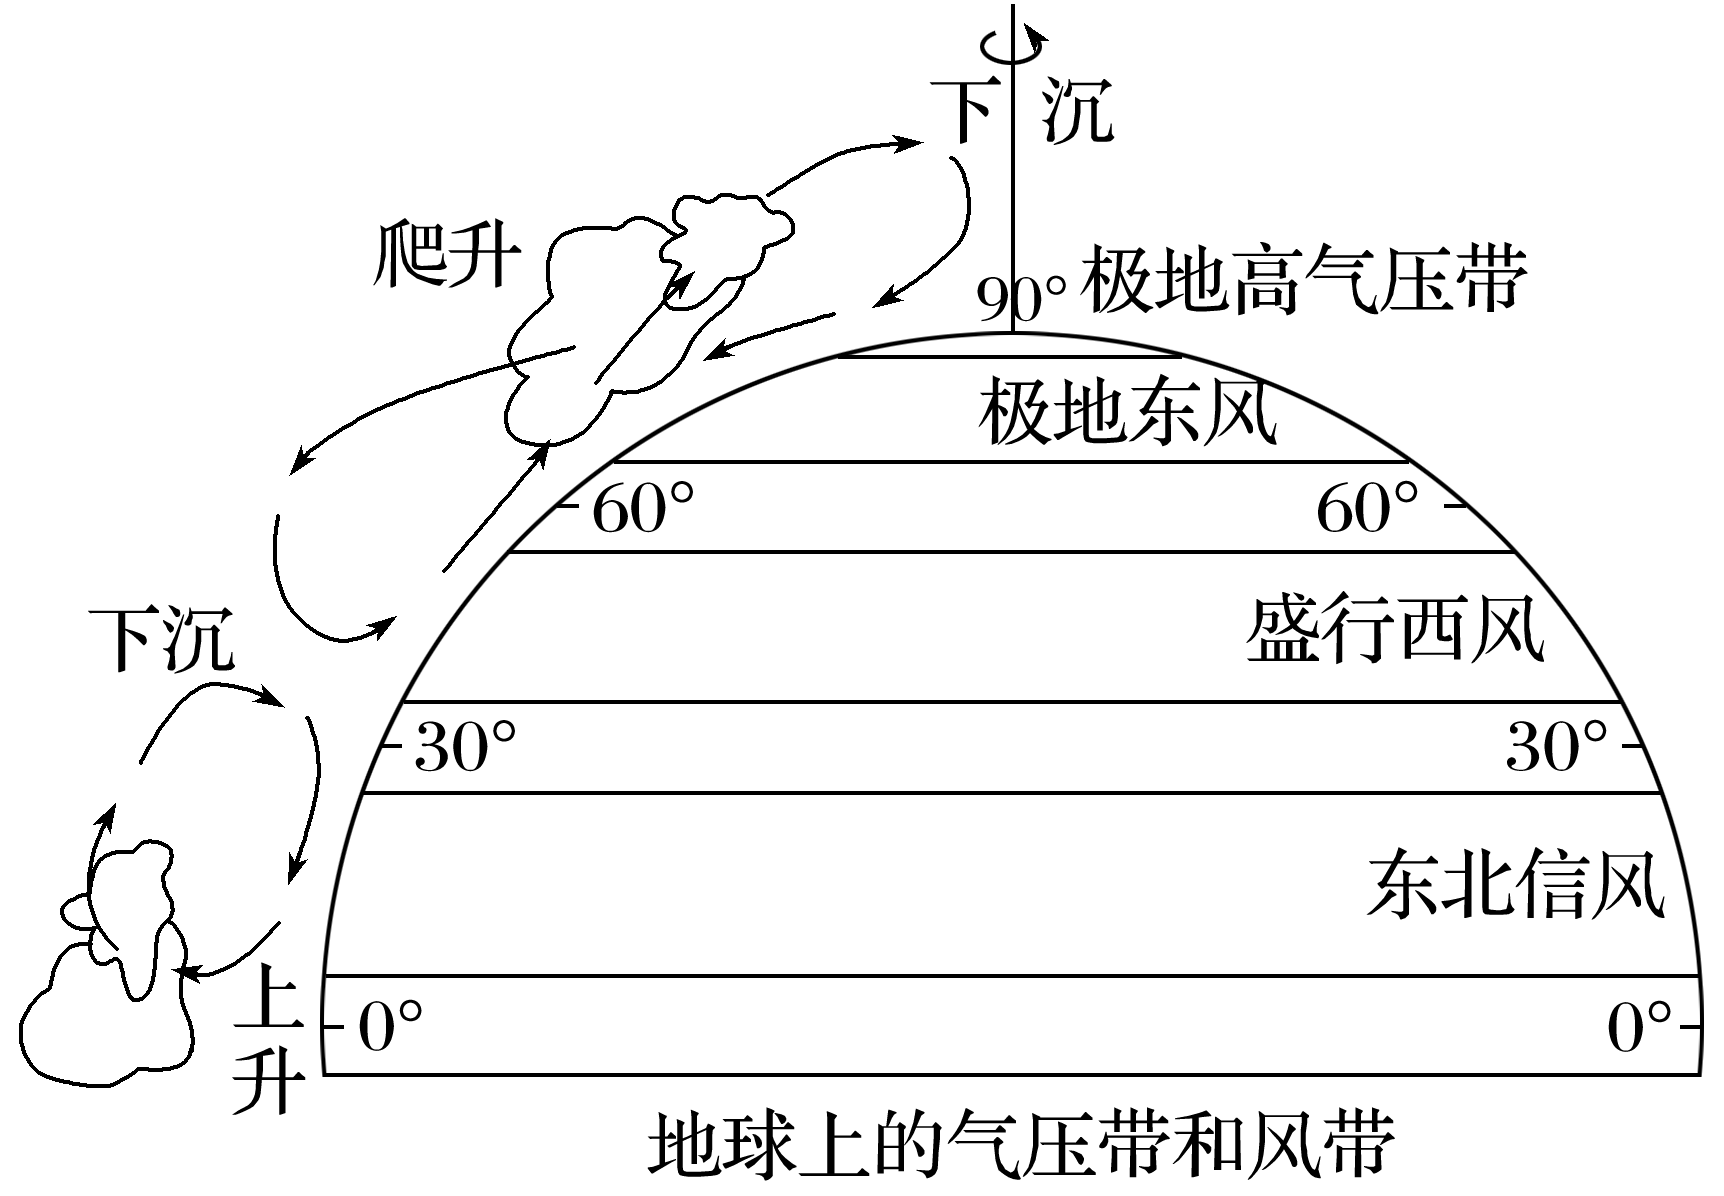 下沉
爬升
90° 极地高气压带
极地东风
60° 60°
盛行西风
下沉
30° 30°
东北信风
上升
0° 0°
地球上的气压带和风带